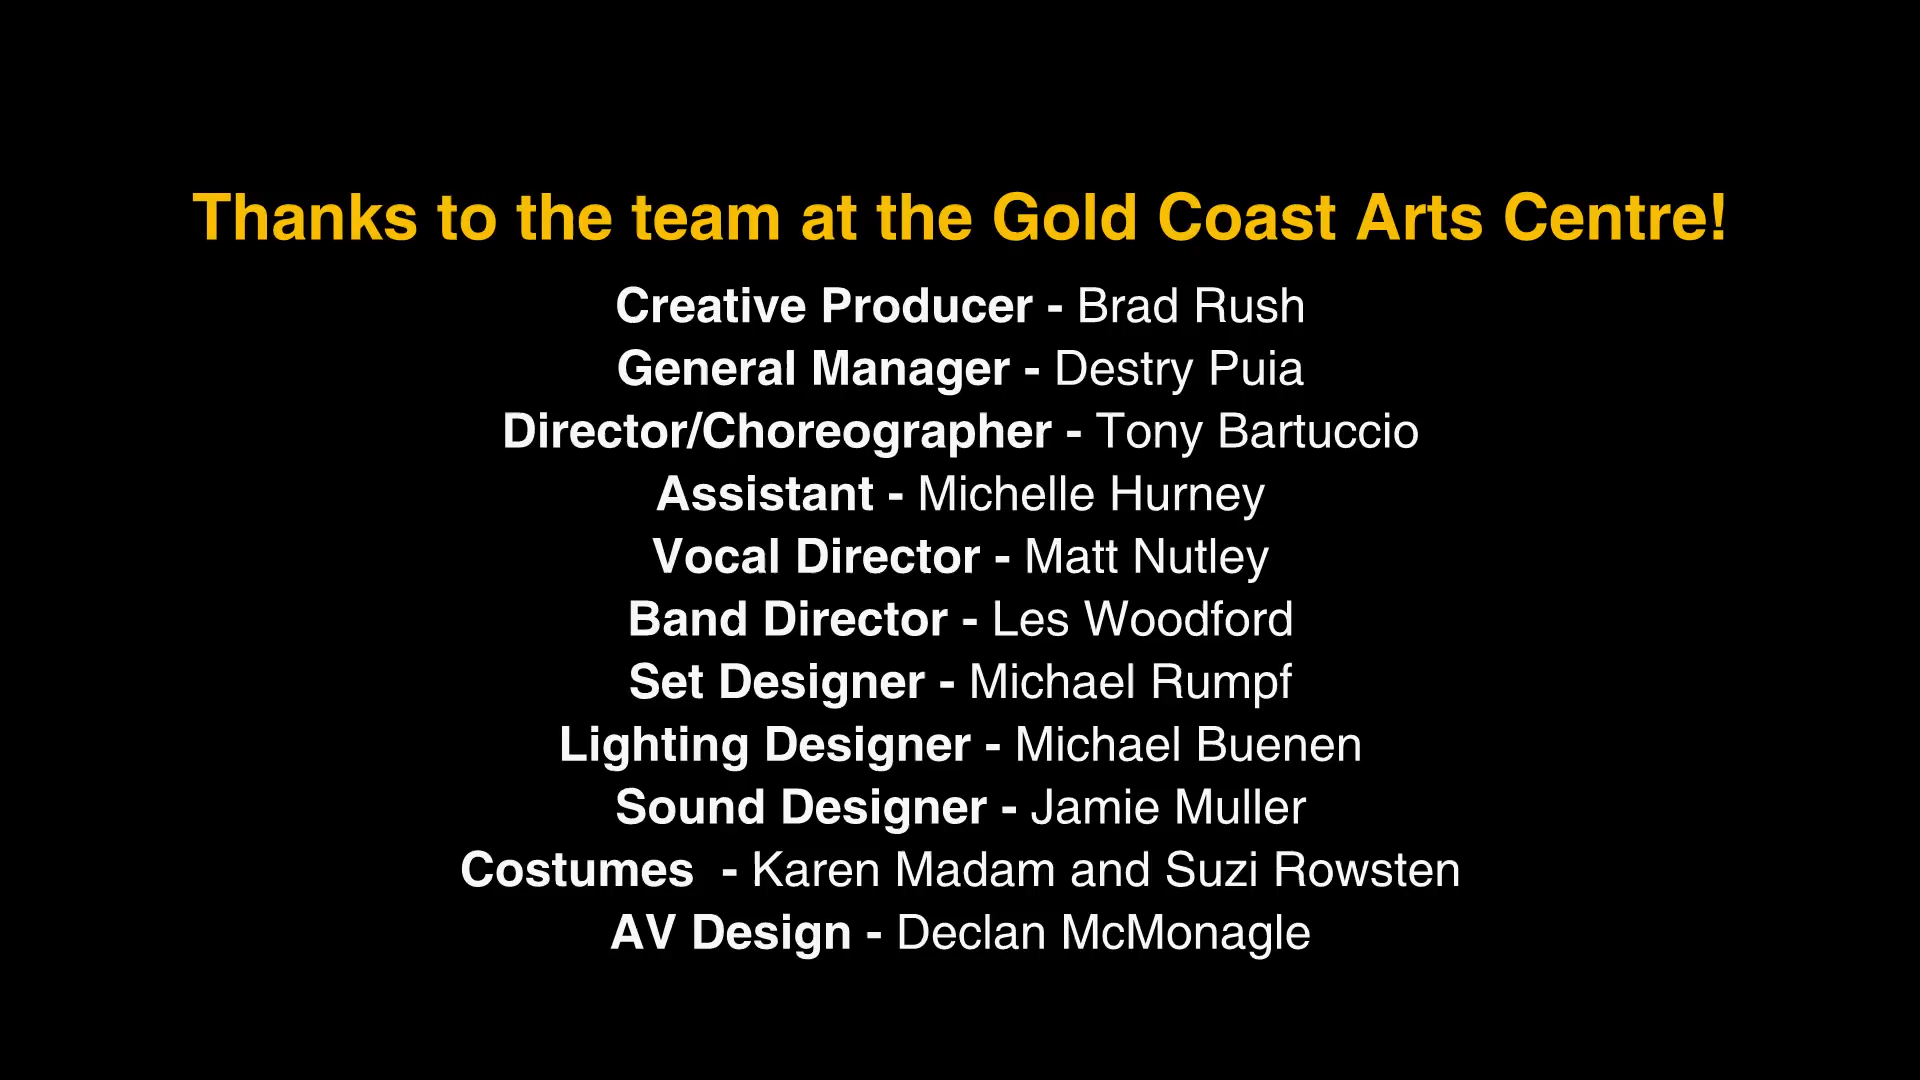 Thanks to the team at the Gold Coast Arts Centre!
Creative Producer - Brad Rush
General Manager - Destry Puia
Director/Choreographer - Tony Bartuccio
Assistant - Michelle Hurney
Vocal Director - Matt Nutley
Band Director - Les Woodford
Set Designer - Michael Rumpf
Lighting Designer - Michael Buenen
Sound Designer - Jamie Muller
Costumes  - Karen Madam and Suzi Rowsten
AV Design - Declan McMonagle